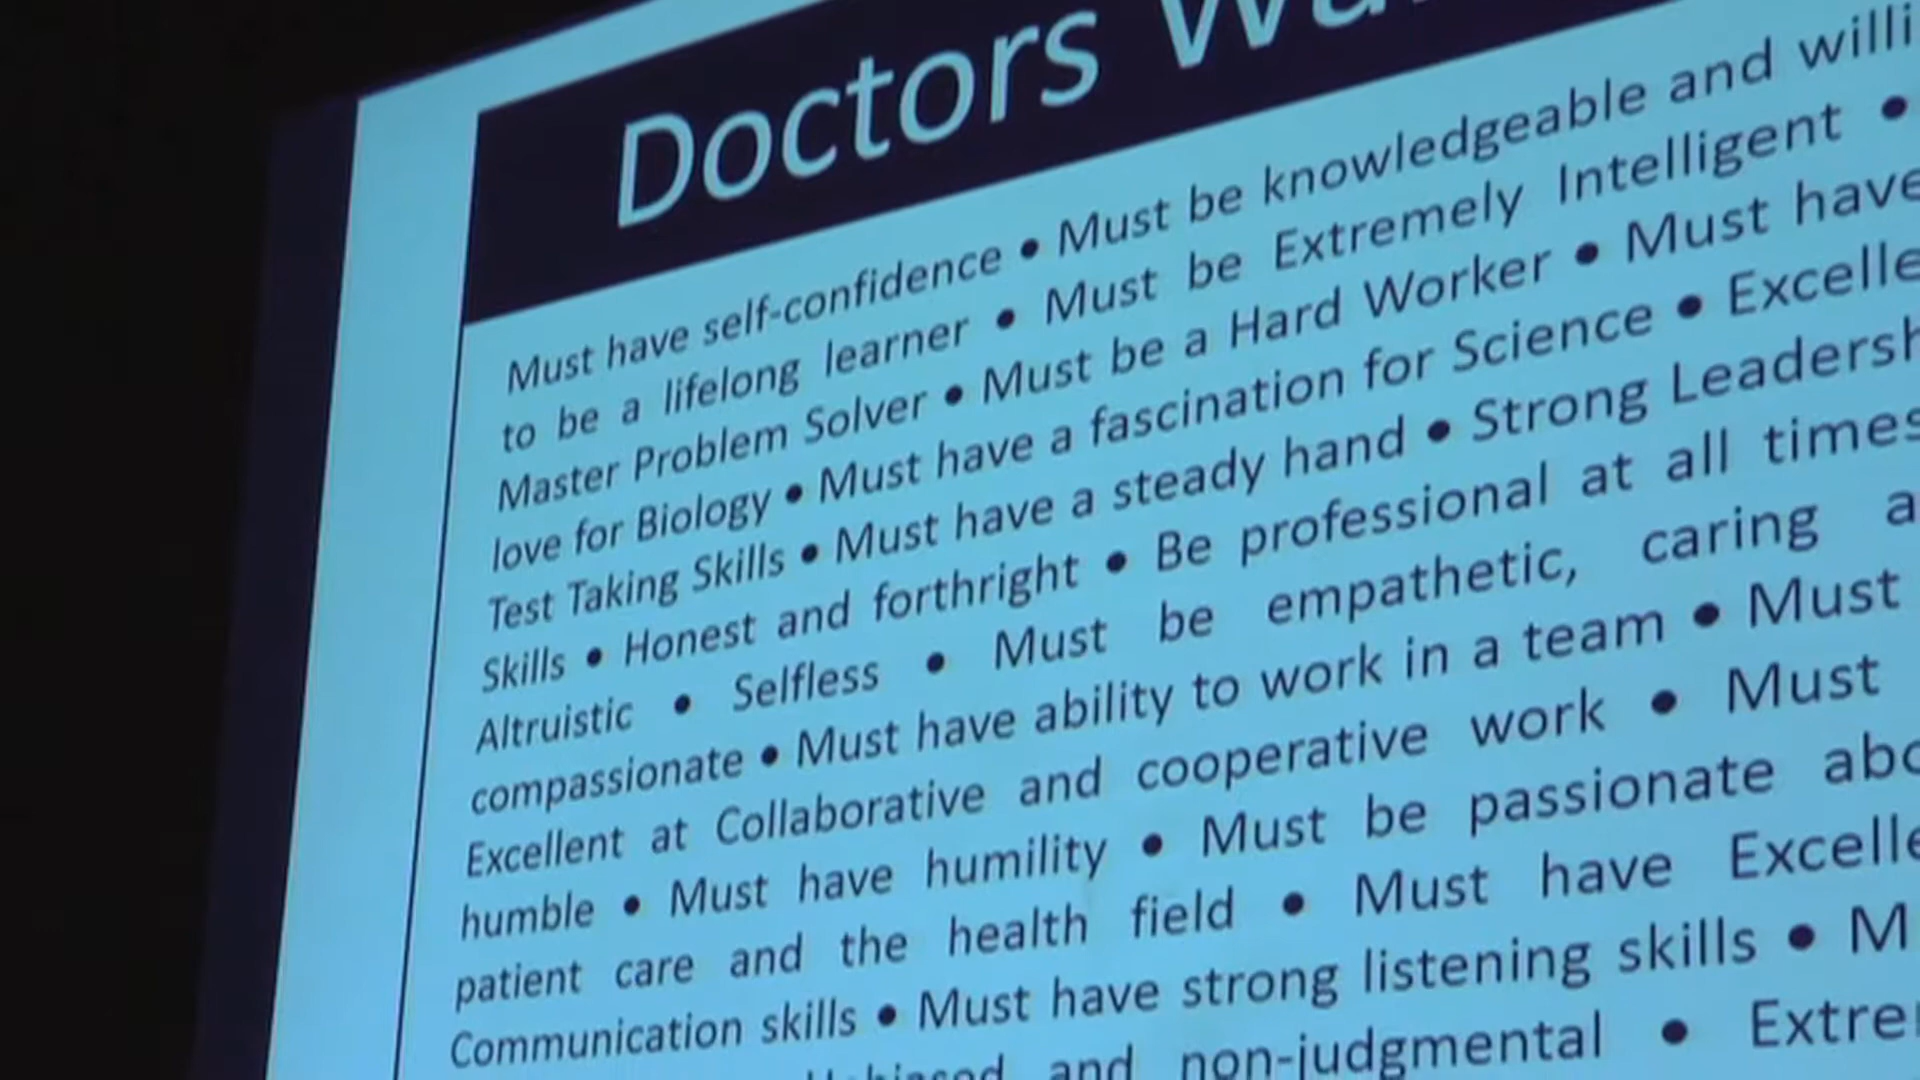 Doctors
Must have self-confidence • Must be knowledgeable and willi
to be a lifelong learner • Must be Extremely Intelligent •
Master Problem Solver • Must be a Hard Worker • Must have
love for Biology • Must have a fascination for Science • Excelle
Test Taking Skills • Must have a steady hand • Strong Leadersh
Skills • Honest and forthright • Be professional at all times
Altruistic • Selfless • Must be empathetic, caring a
compassionate • Must have ability to work in a team • Must
Excellent at Collaborative and cooperative work • Must
humble • Must have humility • Must be passionate abo
patient care and the health field • Must have Excelle
Communication skills • Must have strong listening skills • M
and non-judgmental • Extre